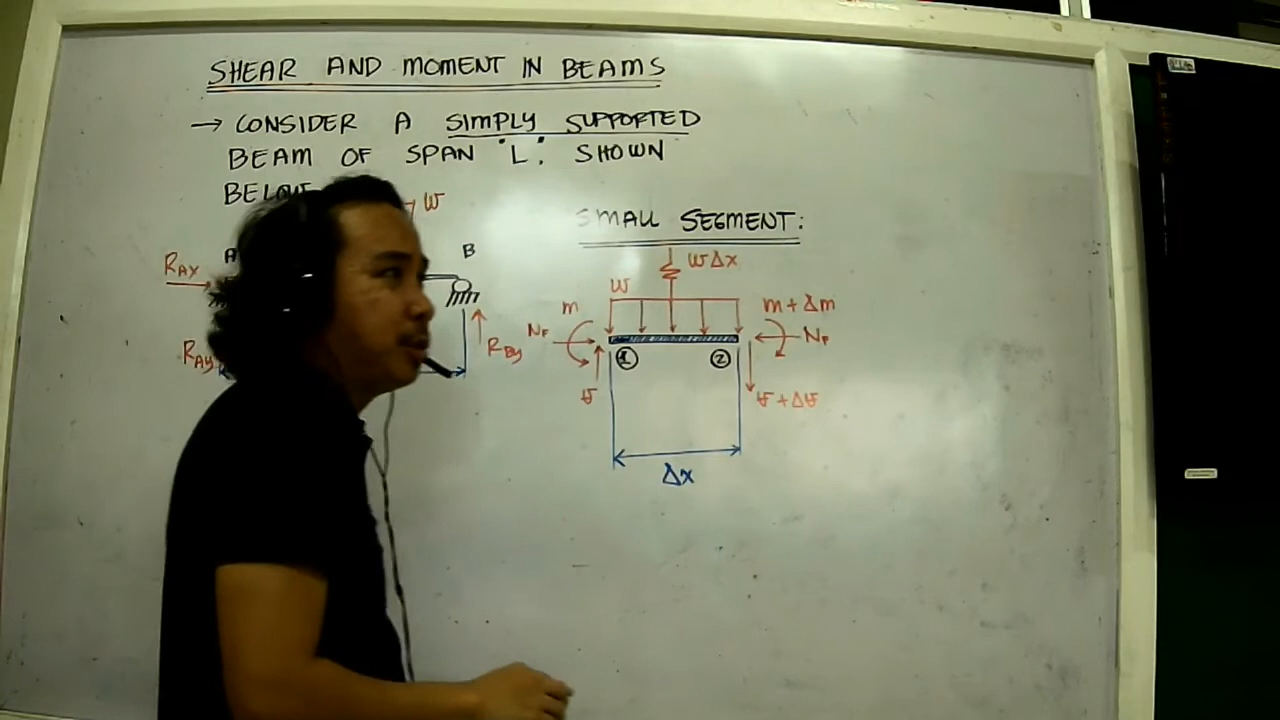 SHEAR AND MOMENT IN BEAMS
→ CONSIDER A SIMPLY SUPPORTED
BEAM OF SPAN "L". SHOWN
BELOW
W
SMALL SEGMENT:
A
B
RAX
WΔx
W
m
m + Δm
NF
NF
RAY
RBY
1
2
V
V + ΔV
Δx